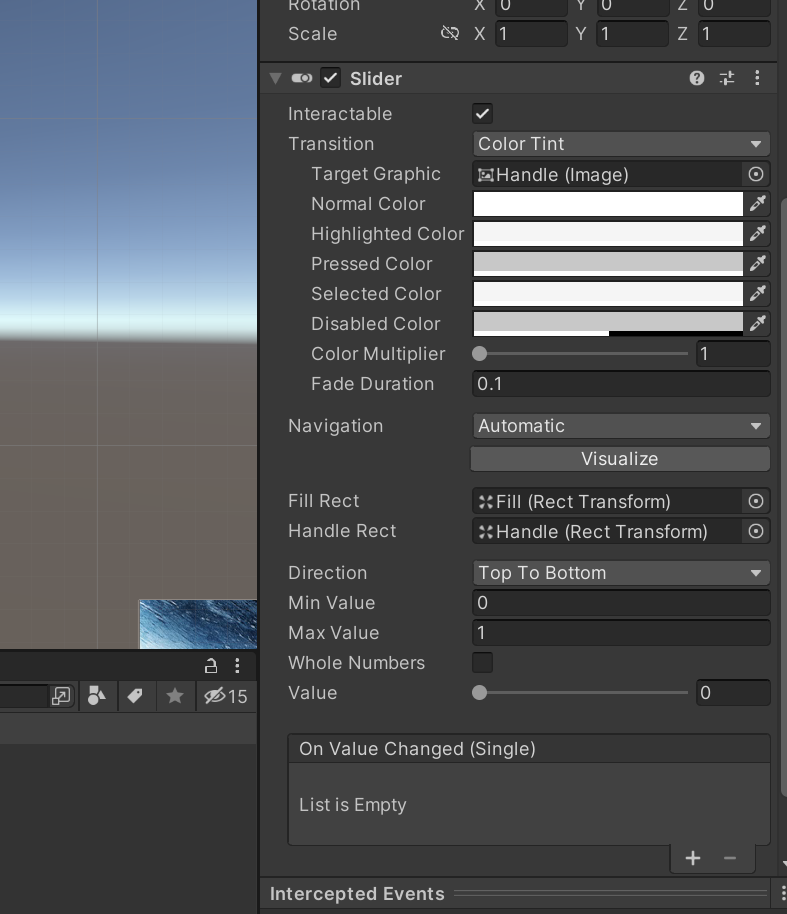 Rotation X 0 Y 0 Z 0
Scale X 1 Y 1 Z 1
Slider
Interactable
Transition Color Tint
Target Graphic Handle (Image)
Normal Color
Highlighted Color
Pressed Color
Selected Color
Disabled Color
Color Multiplier 1
Fade Duration 0.1
Navigation Automatic
Visualize
Fill Rect Fill (Rect Transform)
Handle Rect Handle (Rect Transform)
Direction Top To Bottom
Min Value 0
Max Value 1
Whole Numbers
Value 0
15
On Value Changed (Single)
List is Empty
Intercepted Events